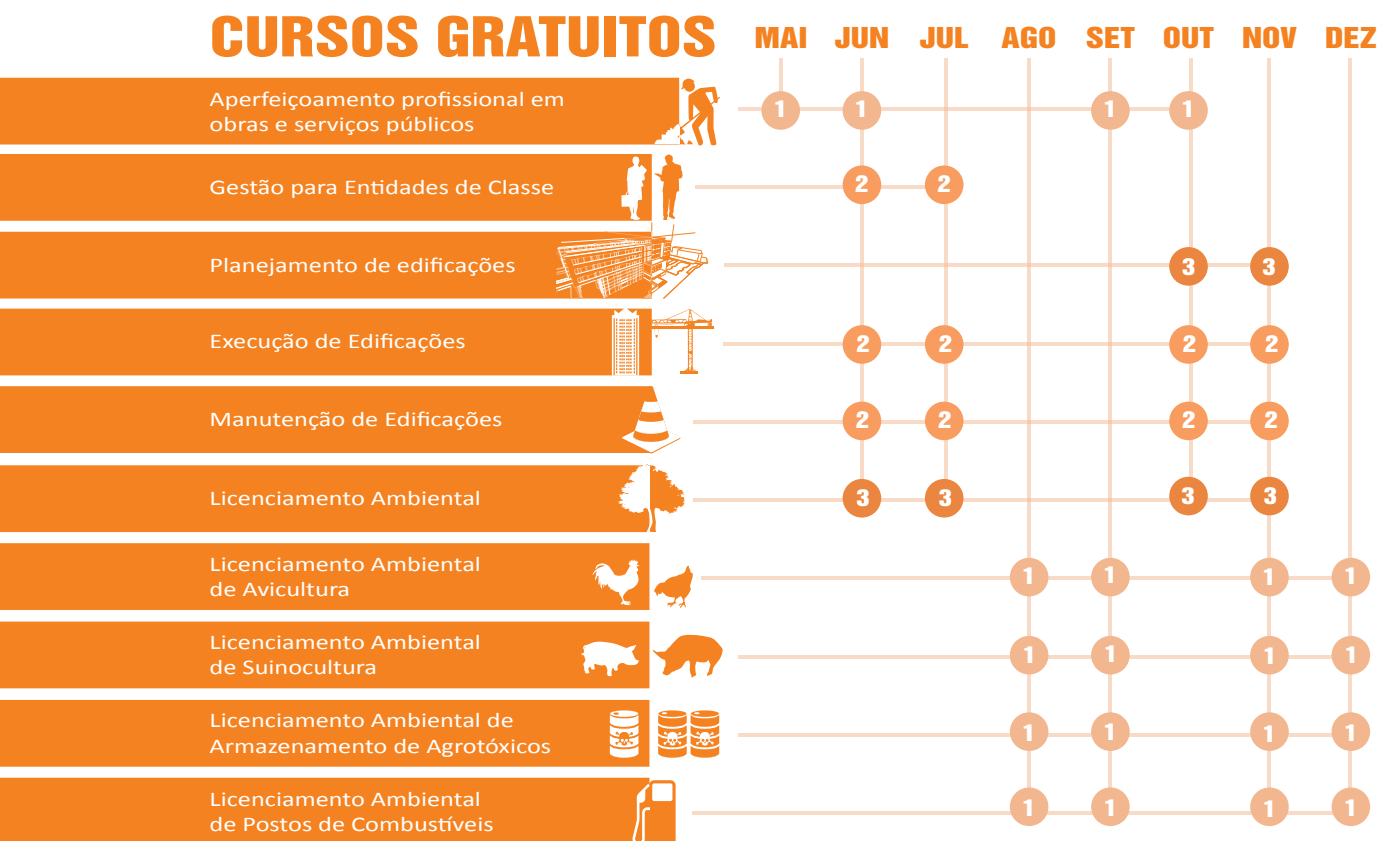 CURSOS GRATUITOS MAI JUN JUL AGO SET OUT NOV DEZ
Aperfeiçoamento profissional em
obras e serviços públicos
1 1 1 1
Gestão para Entidades de Classe
2 2
Planejamento de edificações
3 3
Execução de Edificações
2 2 2 2
Manutenção de Edificações
2 2 2 2
Licenciamento Ambiental
3 3 3 3
Licenciamento Ambiental
de Avicultura
1 1 1 1
Licenciamento Ambiental
de Suinocultura
1 1 1 1
Licenciamento Ambiental de
Armazenamento de Agrotóxicos
1 1 1 1
Licenciamento Ambiental
de Postos de Combustíveis
1 1 1 1